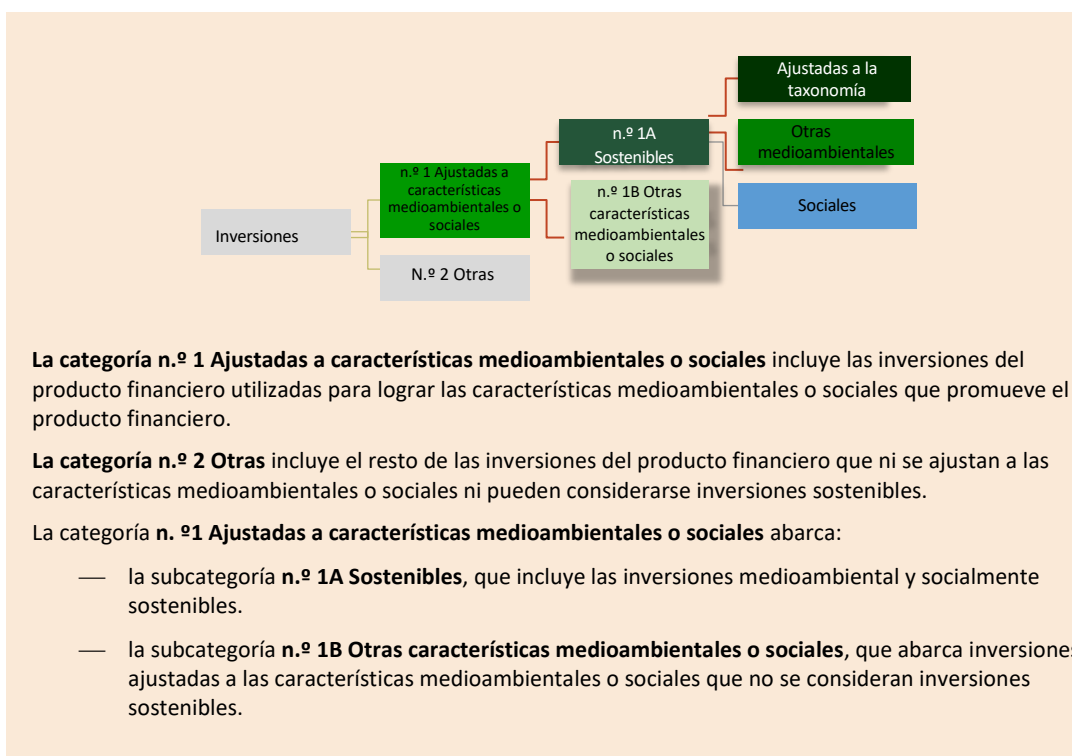 Ajustadas a la
taxonomía
n.º 1A
Sostenibles
Otras
medioambientales
n.º 1 Ajustadas a
características
medioambientales o
sociales
n.º 1B Otras
características
medioambientales
o sociales
Sociales
Inversiones
N.º 2 Otras
La categoría n.º 1 Ajustadas a características medioambientales o sociales incluye las inversiones del
producto financiero utilizadas para lograr las características medioambientales o sociales que promueve el
producto financiero.
La categoría n.º 2 Otras incluye el resto de las inversiones del producto financiero que ni se ajustan a las
características medioambientales o sociales ni pueden considerarse inversiones sostenibles.
La categoría n. º1 Ajustadas a características medioambientales o sociales abarca:
— la subcategoría n.º 1A Sostenibles, que incluye las inversiones medioambiental y socialmente
sostenibles.
— la subcategoría n.º 1B Otras características medioambientales o sociales, que abarca inversiones
ajustadas a las características medioambientales o sociales que no se consideran inversiones
sostenibles.